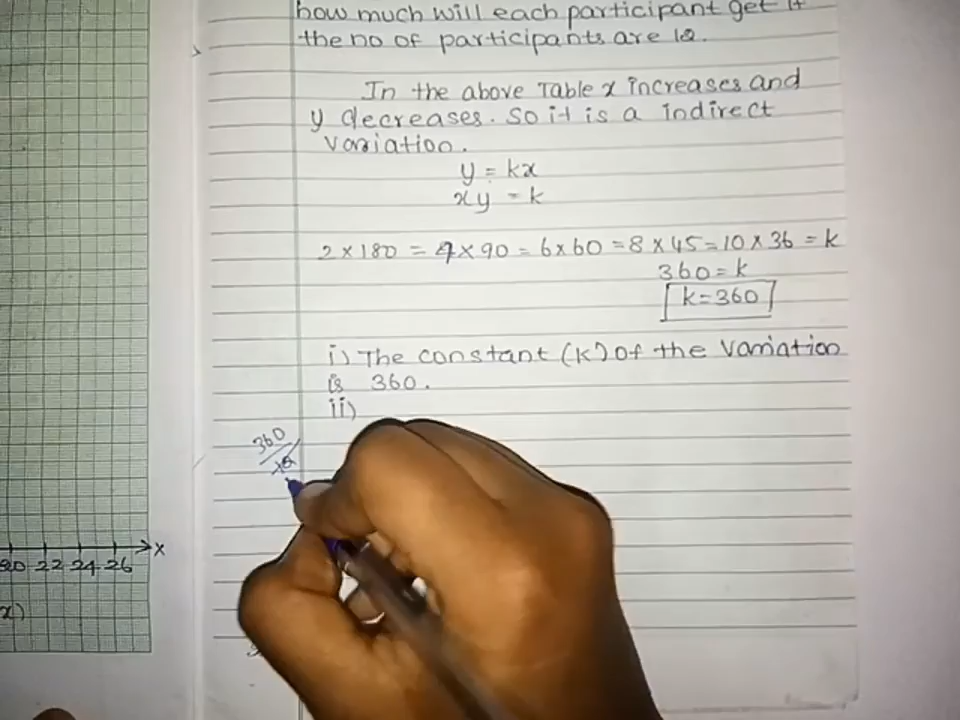 how much will each participant get if
the no of participants are 12.
In the above Table x increases and
y decreases. So it is a indirect
variation.
y = kx
xy = k
2 × 180 = 4 × 90 = 6 × 60 = 8 × 45 = 10 × 36 = k
360 = k
k = 360
i) The constant (k) of the variation
is 360.
ii)
360
12
20 22 24 26 x
x)